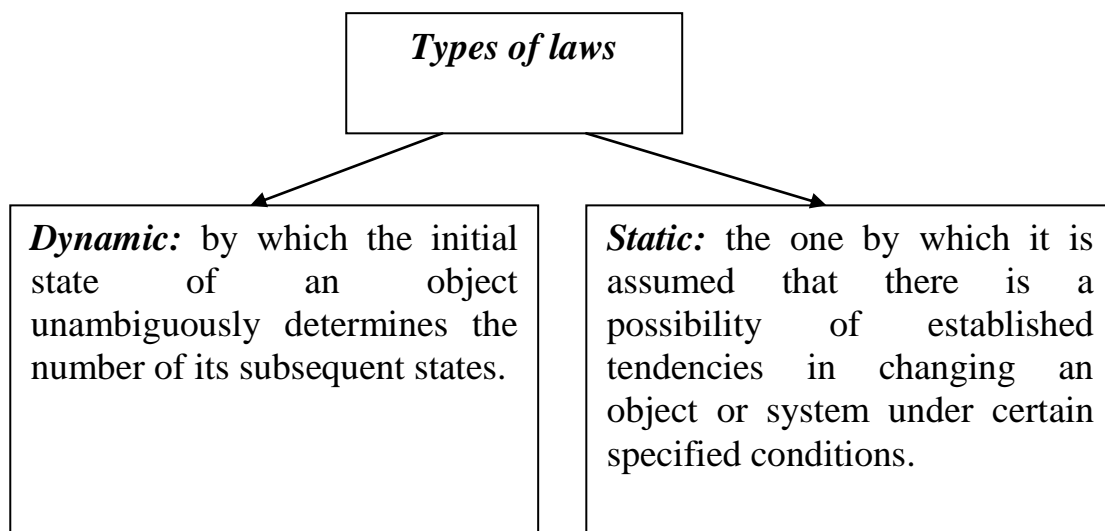 Types of laws
Dynamic: by which the initial
state of an object
unambiguously determines the
number of its subsequent states.
Static: the one by which it is
assumed that there is a
possibility of established
tendencies in changing an
object or system under certain
specified conditions.